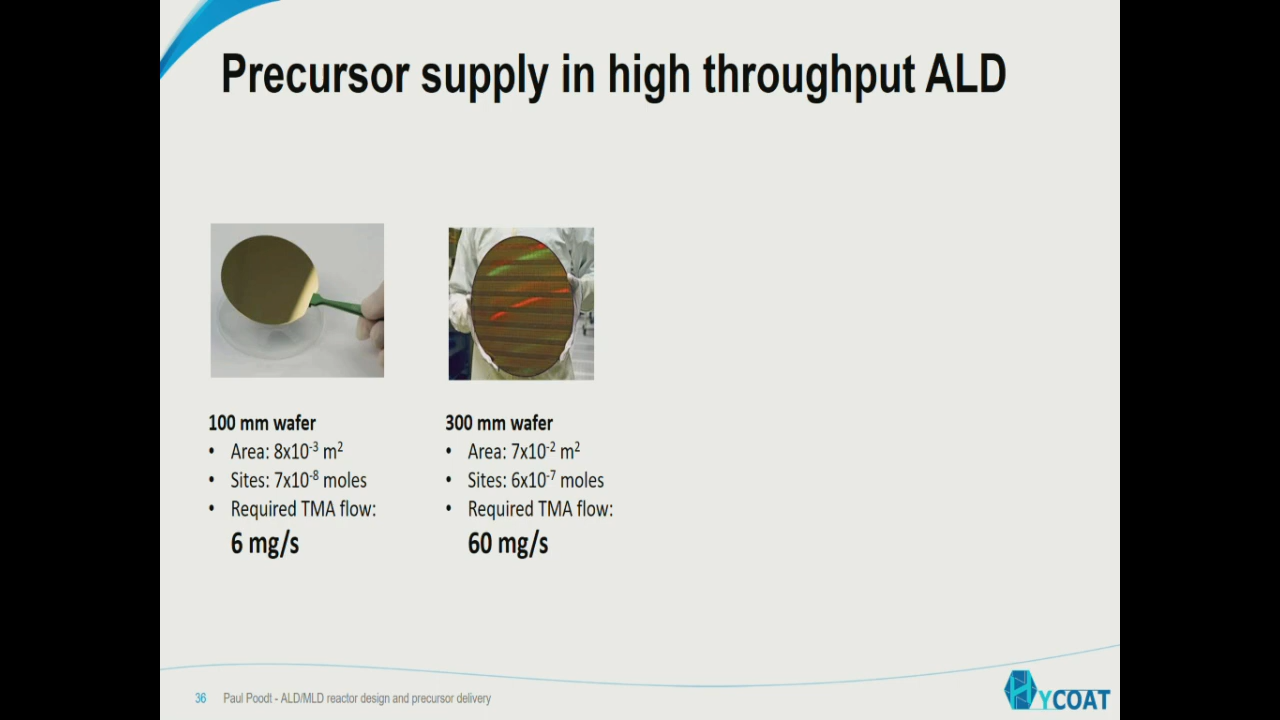 Precursor supply in high throughput ALD
100 mm wafer
• Area: 8x10⁻³ m²
• Sites: 7x10⁻⁸ moles
• Required TMA flow:
6 mg/s
300 mm wafer
• Area: 7x10⁻² m²
• Sites: 6x10⁻⁷ moles
• Required TMA flow:
60 mg/s
36 Paul Poodt - ALD/MLD reactor design and precursor delivery
HYCOAT